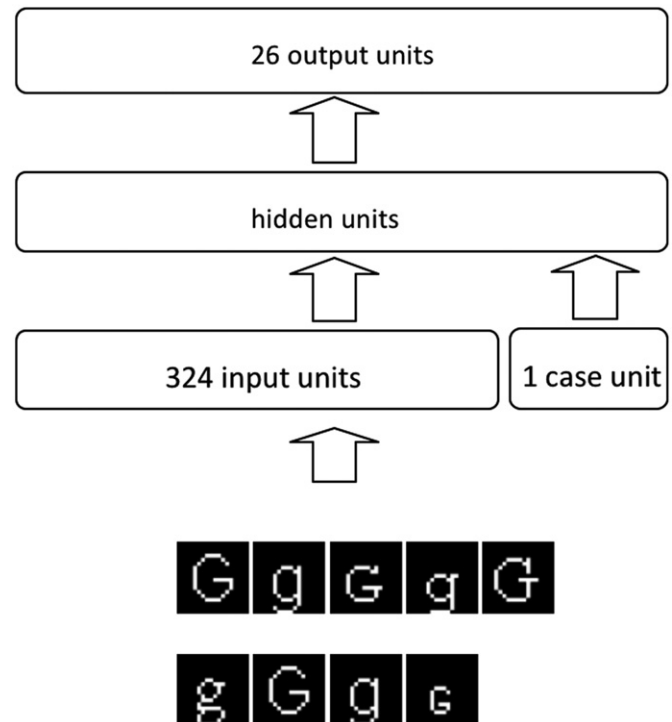 26 output units
hidden units
324 input units 1 case unit
G g G g G
g G g G